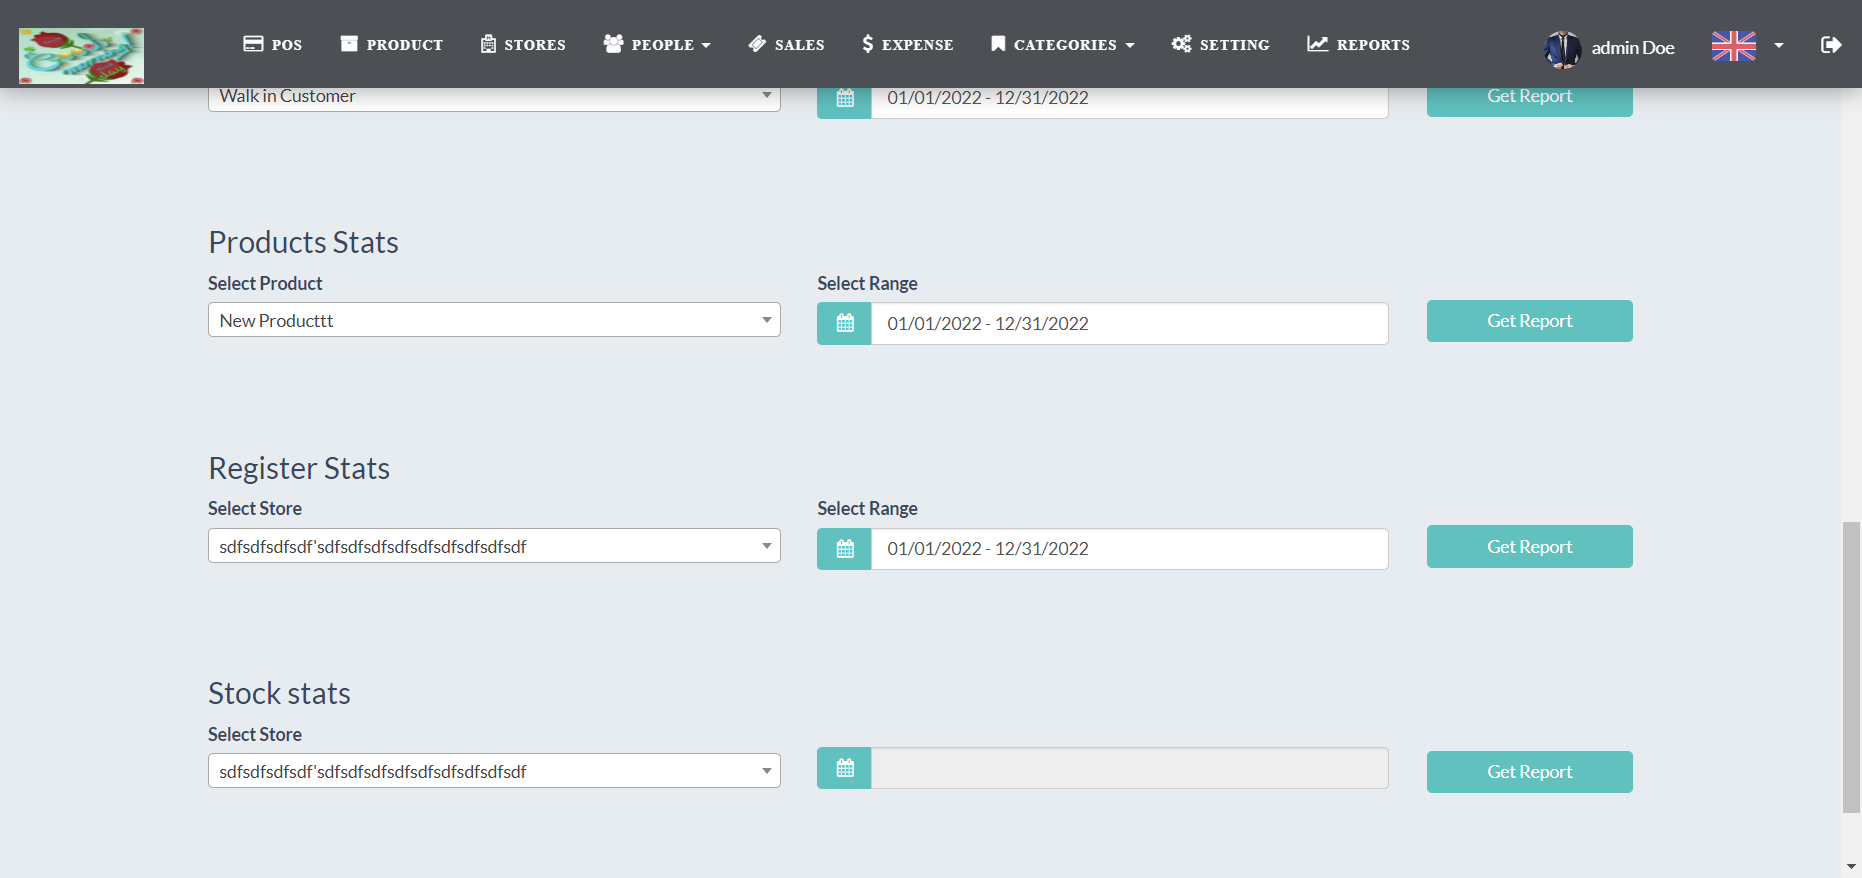 POS PRODUCT STORES PEOPLE SALES EXPENSE CATEGORIES SETTING REPORTS admin Doe
Walk in Customer 01/01/2022 - 12/31/2022 Get Report
Products Stats
Select Product Select Range
New Producttt 01/01/2022 - 12/31/2022 Get Report
Register Stats
Select Store Select Range
sdfsdfsdfsdf'sdfsdfsdfsdfsdfsdfsdfsdfsdf 01/01/2022 - 12/31/2022 Get Report
Stock stats
Select Store
sdfsdfsdfsdf'sdfsdfsdfsdfsdfsdfsdfsdfsdf Get Report